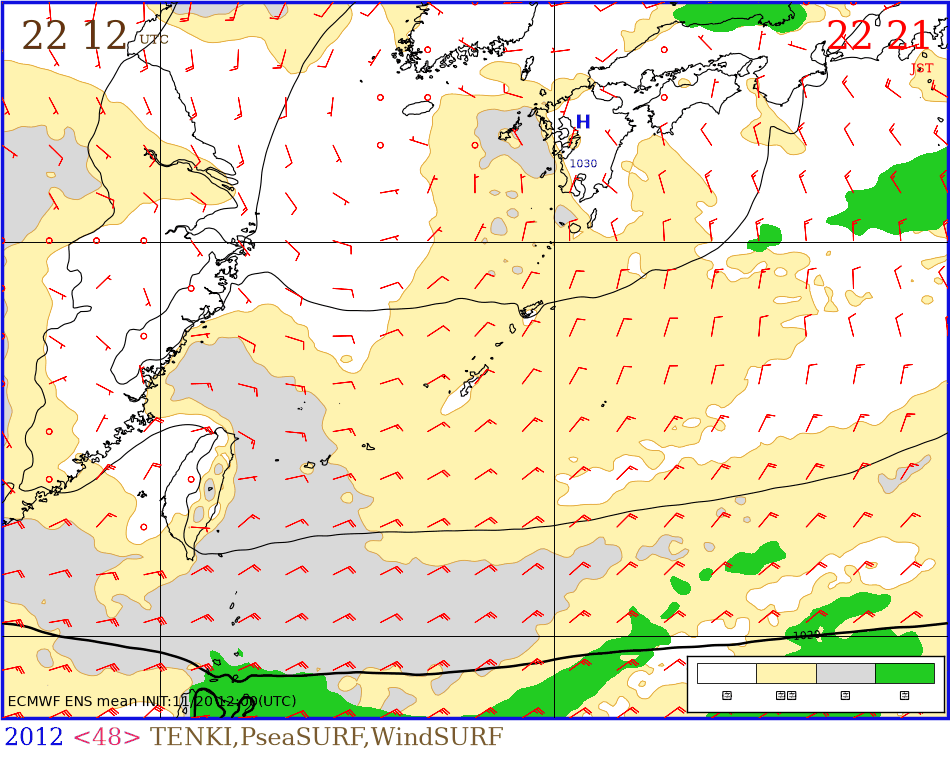 22 12 UTC
22 21 JST
H
1030
1020
ECMWF ENS mean INIT:11/20 12:00(UTC)
2012 <48> TENKI,PseaSURF,WindSURF